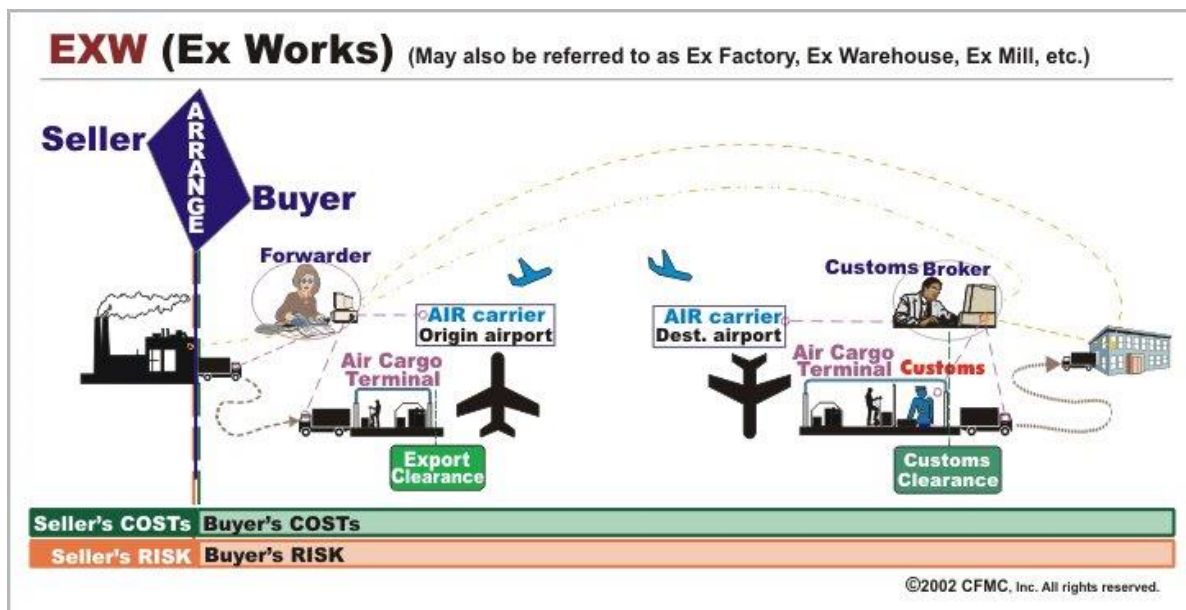 EXW (Ex Works) (May also be referred to as Ex Factory, Ex Warehouse, Ex Mill, etc.)
Seller
ARRANGE
Buyer
Forwarder
AIR carrier
Origin airport
Air Cargo
Terminal
Export
Clearance
AIR carrier
Dest. airport
Customs Broker
Air Cargo
Terminal
Customs
Customs
Clearance
Seller's COSTs Buyer's COSTs
Seller's RISK Buyer's RISK
©2002 CFMC, Inc. All rights reserved.